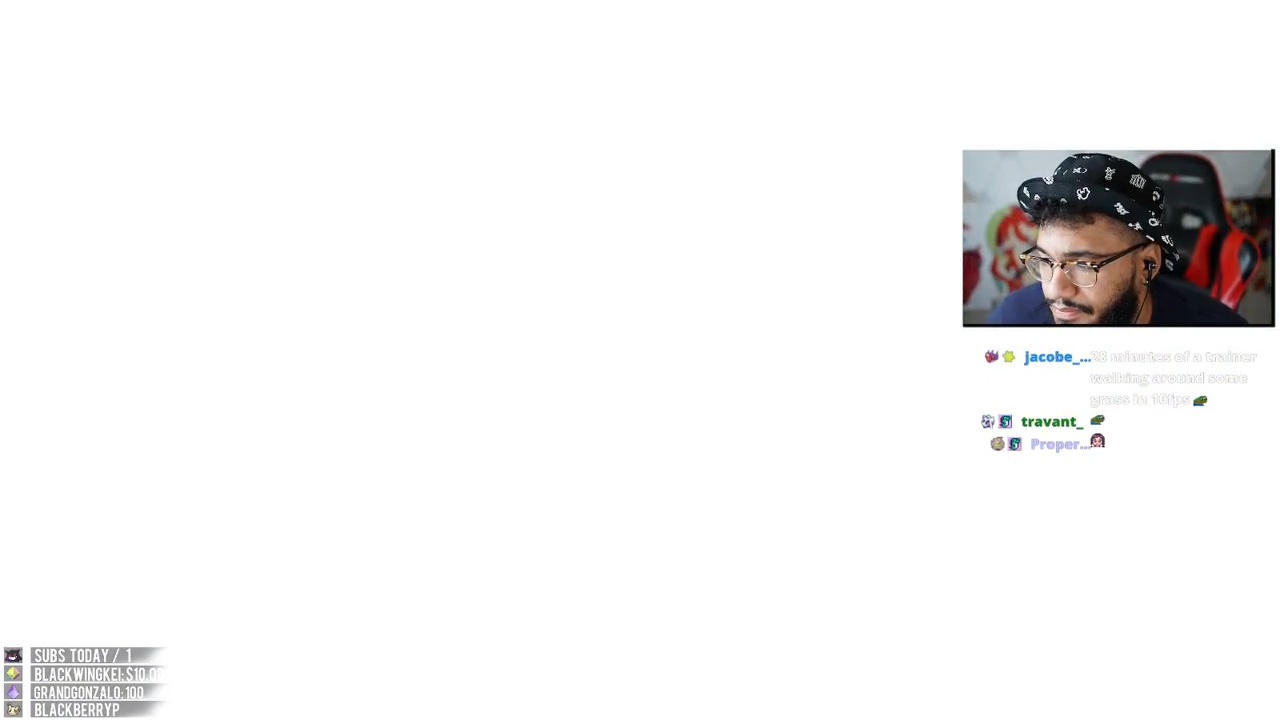 jacobe_... 28 minutes of a trainer
walking around some
grass in 10fps
travant_
Proper...
SUBS TODAY / 1
BLACKWINGKEI: $10.00
GRANDGONZALO: 100
BLACKBERRYP